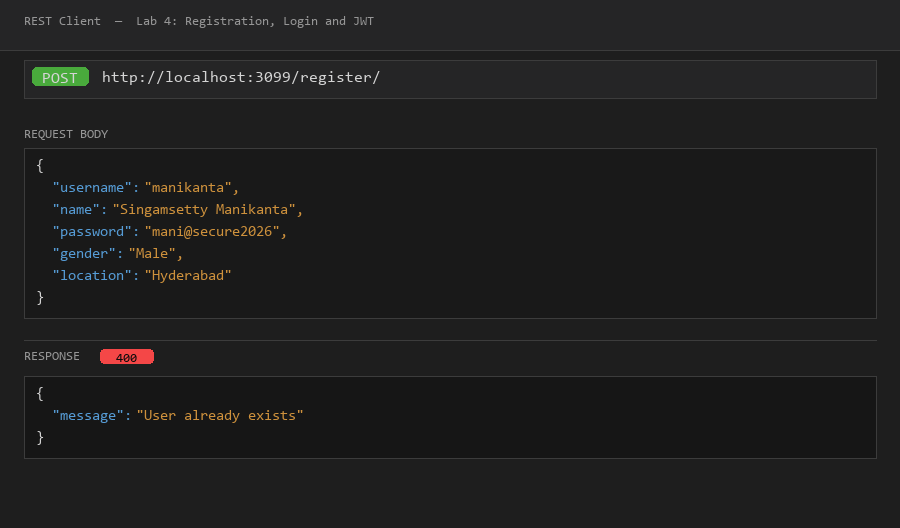 REST Client  —  Lab 4: Registration, Login and JWT
POST http://localhost:3099/register/
REQUEST BODY
{
  "username": "manikanta",
  "name": "Singamsetty Manikanta",
  "password": "mani@secure2026",
  "gender": "Male",
  "location": "Hyderabad"
}
RESPONSE 400
{
  "message": "User already exists"
}